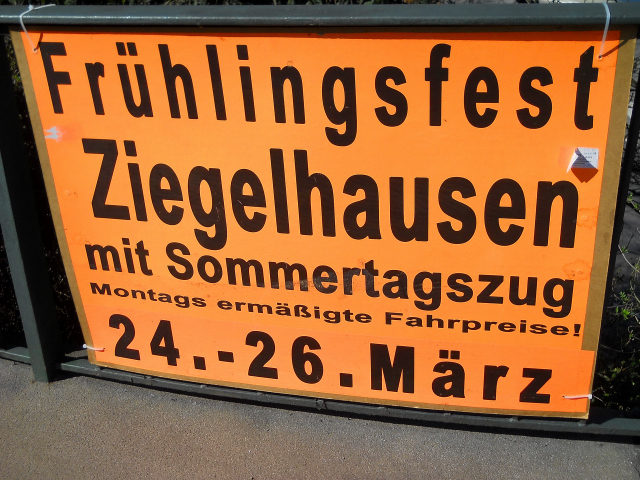 Frühlingsfest
Ziegelhausen
mit Sommertagszug
Montags ermäßigte Fahrpreise!
24.-26.März